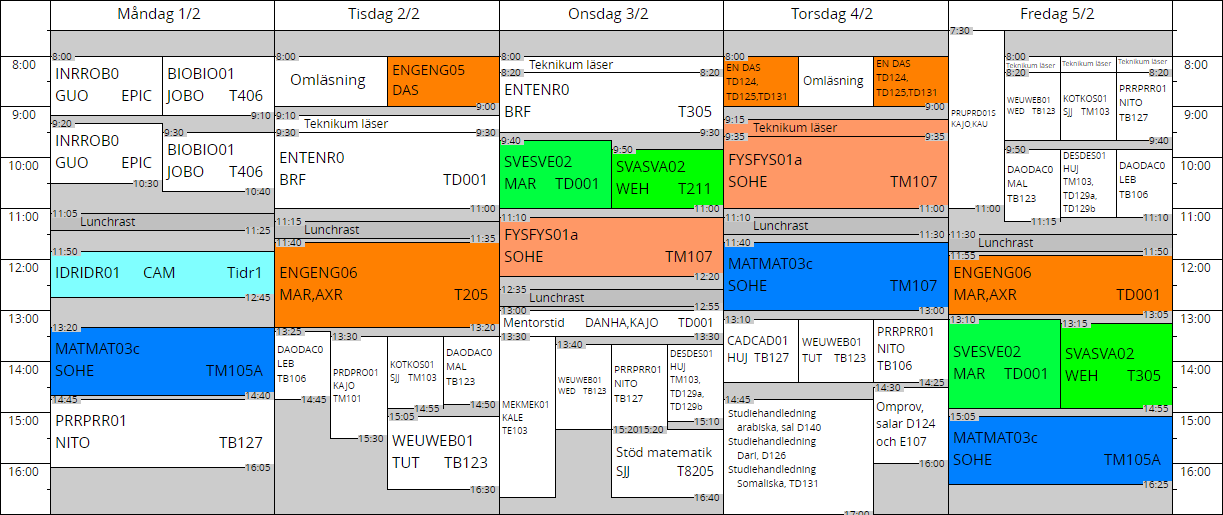 Måndag 1/2
Tisdag 2/2
Onsdag 3/2
Torsdag 4/2
Fredag 5/2
8:00
9:00
10:00
11:00
12:00
13:00
14:00
15:00
16:00
8:00
INRROB0
GUO EPIC
BIOBIO01
JOBO T406
9:10
9:20
INRROB0
GUO EPIC
10:30
9:30
BIOBIO01
JOBO T406
10:40
11:05
Lunchrast
11:25
11:50
IDRIDR01 CAM Tidr1
12:45
13:20
MATMAT03c
SOHE TM105A
14:40
14:45
PRRPRR01
NITO TB127
16:05
8:00
Omläsning
ENGENG05
DAS
9:00
9:10
Teknikum läser
9:30
9:30
ENTENR0
BRF TD001
11:00
11:15
Lunchrast
11:35
11:40
ENGENG06
MAR,AXR T205
13:20
13:25
DAODAC0
LEB
TB106
14:45
13:30
PRDPRO01
KAJO
TM101
15:30
KOTKOS01
SJJ TM103
14:55
DAODAC0
MAL
TB123
14:50
15:05
WEUWEB01
TUT TB123
16:30
8:00
Teknikum läser
8:20
8:20
ENTENR0
BRF T305
9:30
9:40
SVESVE02
MAR TD001
9:50
SVASVA02
WEH T211
11:00
11:10
FYSFYS01a
SOHE TM107
12:20
12:35
Lunchrast
12:55
13:00
Mentorstid DANHA,KAJO TD001
13:30
13:30
MEKMEK01
KALE
TE103
13:40
WEUWEB01
WED TB123
15:20
PRRPRR01
NITO
TB127
15:20
DESDES01
HUJ
TM103,
TD129a,
TD129b
15:10
Stöd matematik
SJJ T8205
16:40
8:00
EN DAS
TD124,
TD125,TD131
Omläsning
EN DAS
TD124,
TD125,TD131
9:00
9:15
Teknikum läser
9:35
9:35
FYSFYS01a
SOHE TM107
11:00
11:10
Lunchrast
11:30
11:40
MATMAT03c
SOHE TM107
13:00
13:10
CADCAD01
HUJ TB127
WEUWEB01
TUT TB123
PRRPRR01
NITO
TB106
14:25
14:30
Omprov,
salar D124
och E107
16:00
14:45
Studiehandledning
arabiska, sal D140
Studiehandledning
Dari, D126
Studiehandledning
Somaliska, TD131
17:00
7:30
PRUPRD01S
KAJO,KAU
11:00
8:00
Teknikum läser
Teknikum läser
Teknikum läser
8:20
8:20
WEUWEB01
WED TB123
KOTKOS01
SJJ TM103
PRRPRR01
NITO
TB127
9:40
9:50
DAODAC0
MAL
TB123
11:15
DESDES01
HUJ
TM103,
TD129a,
TD129b
DAODAC0
LEB
TB106
11:10
11:30
Lunchrast
11:50
11:55
ENGENG06
MAR,AXR TD001
13:00
13:10
SVESVE02
MAR TD001
13:15
SVASVA02
WEH T305
14:55
15:05
MATMAT03c
SOHE TM105A
16:25
8:00
9:00
10:00
11:00
12:00
13:00
14:00
15:00
16:00